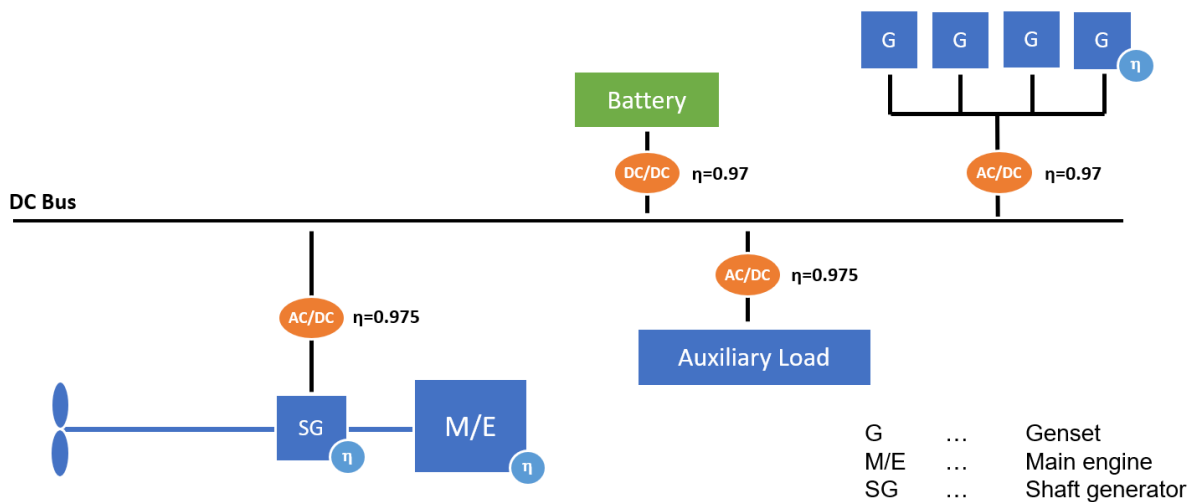 G G G G
η
Battery
DC/DC η=0.97
AC/DC η=0.97
DC Bus
AC/DC η=0.975
AC/DC η=0.975
Auxiliary Load
SG
η
M/E
η
G ... Genset
M/E ... Main engine
SG ... Shaft generator